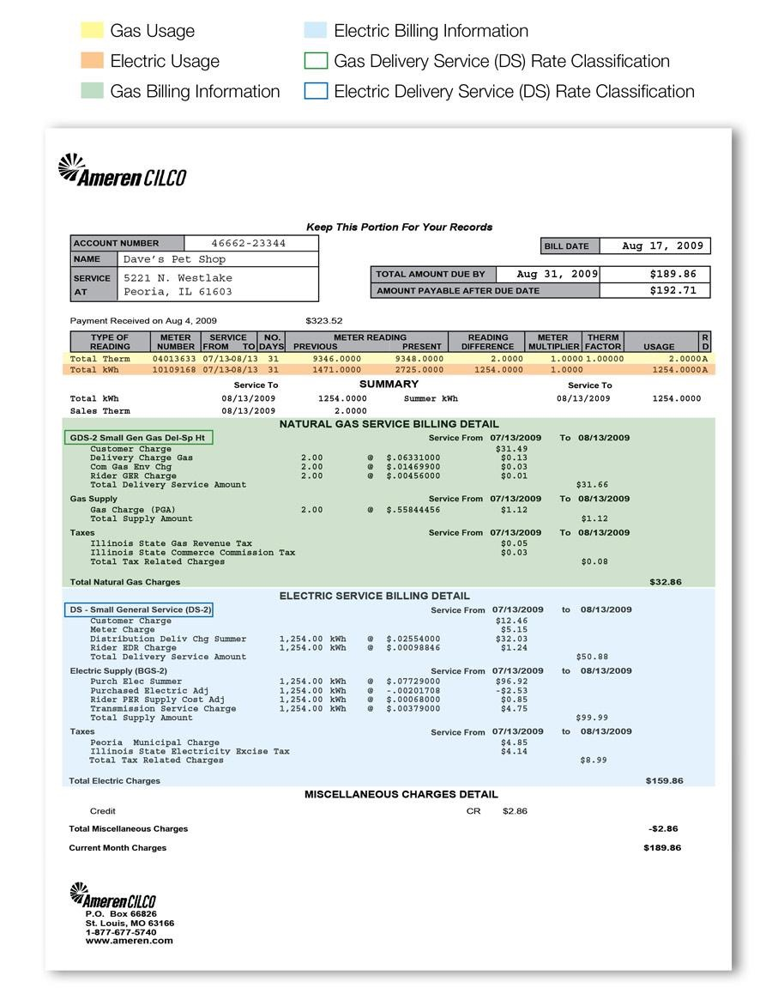 Gas Usage
Electric Billing Information
Electric Usage
Gas Delivery Service (DS) Rate Classification
Gas Billing Information
Electric Delivery Service (DS) Rate Classification
Ameren CILCO
Keep This Portion For Your Records
ACCOUNT NUMBER 46662-23344
NAME Dave's Pet Shop
SERVICE AT 5221 N. Westlake
Peoria, IL 61603
BILL DATE Aug 17, 2009
TOTAL AMOUNT DUE BY Aug 31, 2009 $189.86
AMOUNT PAYABLE AFTER DUE DATE $192.71
Payment Received on Aug 4, 2009 $323.52
TYPE OF METER SERVICE NO. METER READING READING METER THERM R
READING NUMBER FROM TO DAYS PREVIOUS PRESENT DIFFERENCE MULTIPLIER FACTOR USAGE D
Total Therm 04013633 07/13-08/13 31 9346.0000 9348.0000 2.0000 1.0000 1.00000 2.0000A
Total kWh 10109168 07/13-08/13 31 1471.0000 2725.0000 1254.0000 1.0000 1254.0000A
Service To SUMMARY Service To
Total kWh 08/13/2009 1254.0000 Summer kWh 08/13/2009 1254.0000
Sales Therm 08/13/2009 2.0000
NATURAL GAS SERVICE BILLING DETAIL
GDS-2 Small Gen Gas Del-Sp Ht Service From 07/13/2009 To 08/13/2009
Customer Charge $31.49
Delivery Charge Gas 2.00 @ $.06331000 $0.13
Com Gas Env Chg 2.00 @ $.01469900 $0.03
Rider GER Charge 2.00 @ $.00456000 $0.01
Total Delivery Service Amount $31.66
Gas Supply Service From 07/13/2009 To 08/13/2009
Gas Charge (PGA) 2.00 @ $.55844456 $1.12
Total Supply Amount $1.12
Taxes Service From 07/13/2009 To 08/13/2009
Illinois State Gas Revenue Tax $0.05
Illinois State Commerce Commission Tax $0.03
Total Tax Related Charges $0.08
Total Natural Gas Charges $32.86
ELECTRIC SERVICE BILLING DETAIL
DS - Small General Service (DS-2) Service From 07/13/2009 to 08/13/2009
Customer Charge $12.46
Meter Charge $5.15
Distribution Deliv Chg Summer 1,254.00 kWh @ $.02554000 $32.03
Rider EDR Charge 1,254.00 kWh @ $.00098846 $1.24
Total Delivery Service Amount $50.88
Electric Supply (BGS-2) Service From 07/13/2009 to 08/13/2009
Purch Elec Summer 1,254.00 kWh @ $.07729000 $96.92
Purchased Electric Adj 1,254.00 kWh @ -.00201708 -$2.53
Rider PER Supply Cost Adj 1,254.00 kWh @ $.00068000 $0.85
Transmission Service Charge 1,254.00 kWh @ $.00379000 $4.75
Total Supply Amount $99.99
Taxes Service From 07/13/2009 to 08/13/2009
Peoria Municipal Charge $4.85
Illinois State Electricity Excise Tax $4.14
Total Tax Related Charges $8.99
Total Electric Charges $159.86
MISCELLANEOUS CHARGES DETAIL
Credit CR $2.86
Total Miscellaneous Charges -$2.86
Current Month Charges $189.86
Ameren CILCO
P.O. Box 66826
St. Louis, MO 63166
1-877-677-5740
www.ameren.com